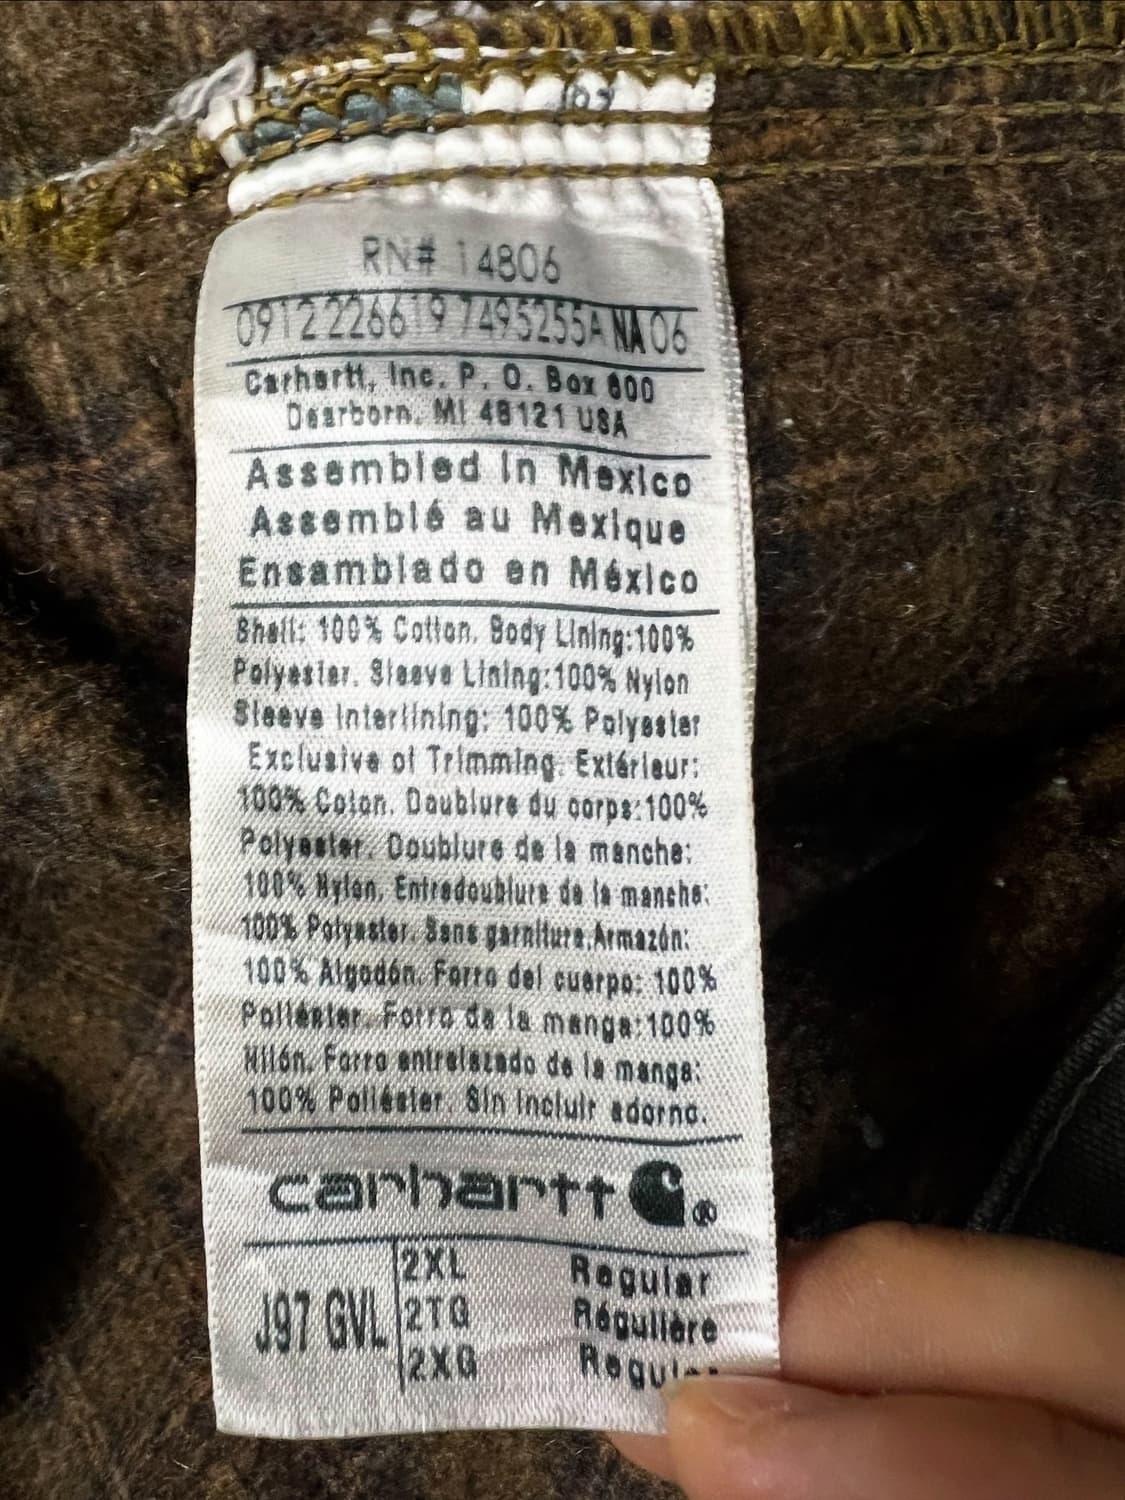 109
RN# 14806
0912226619 7495255A NA 06
Carhartt, Inc. P. O. Box 600
Dearborn, MI 48121 USA
Assembled in Mexico
Assemblé au Mexique
Ensamblado en México
Shell: 100% Cotton. Body Lining:100%
Polyester. Sleeve Lining:100% Nylon
Sleeve Interlining: 100% Polyester
Exclusive of Trimming. Extérieur:
100% Coton. Doublure du corps:100%
Polyester. Doublure de la manche:
100% Nylon. Entredoublure de la manche:
100% Polyester. Sans garniture.Armazón:
100% Algodón. Forro del cuerpo: 100%
Poliéster. Forro de la manga:100%
Nilón. Forro entrelazado de la manga:
100% Poliéster. Sin incluir adorno.
carhartt ®
J97 GVL
2XL Regular
2TG Régulière
2XG